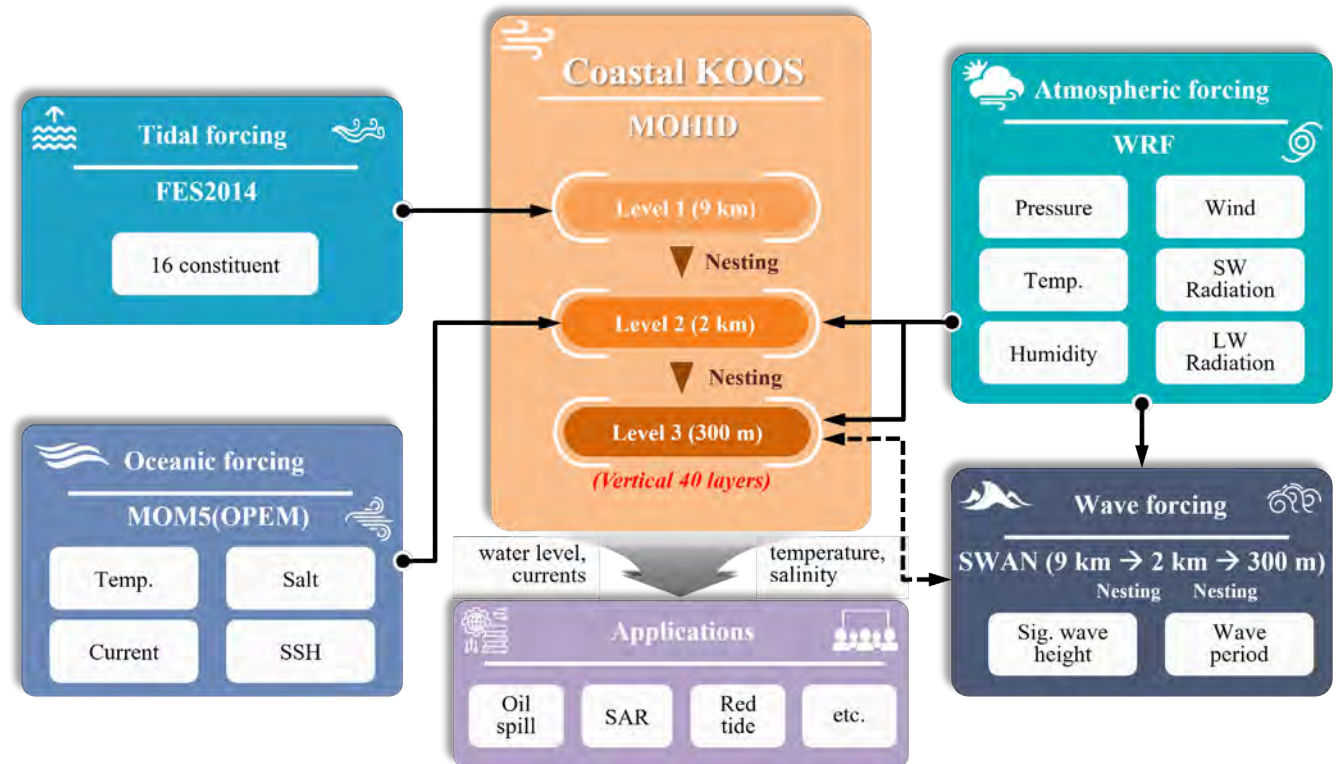 Tidal forcing
FES2014
16 constituent
Oceanic forcing
MOM5(OPEM)
Temp.
Salt
Current
SSH
Coastal KOOS
MOHID
Level 1 (9 km)
Nesting
Level 2 (2 km)
Nesting
Level 3 (300 m)
(Vertical 40 layers)
water level,
currents
temperature,
salinity
Applications
Oil
spill
SAR
Red
tide
etc.
Atmospheric forcing
WRF
Pressure
Wind
Temp.
SW
Radiation
Humidity
LW
Radiation
Wave forcing
SWAN (9 km → 2 km → 300 m)
Nesting
Nesting
Sig. wave
height
Wave
period